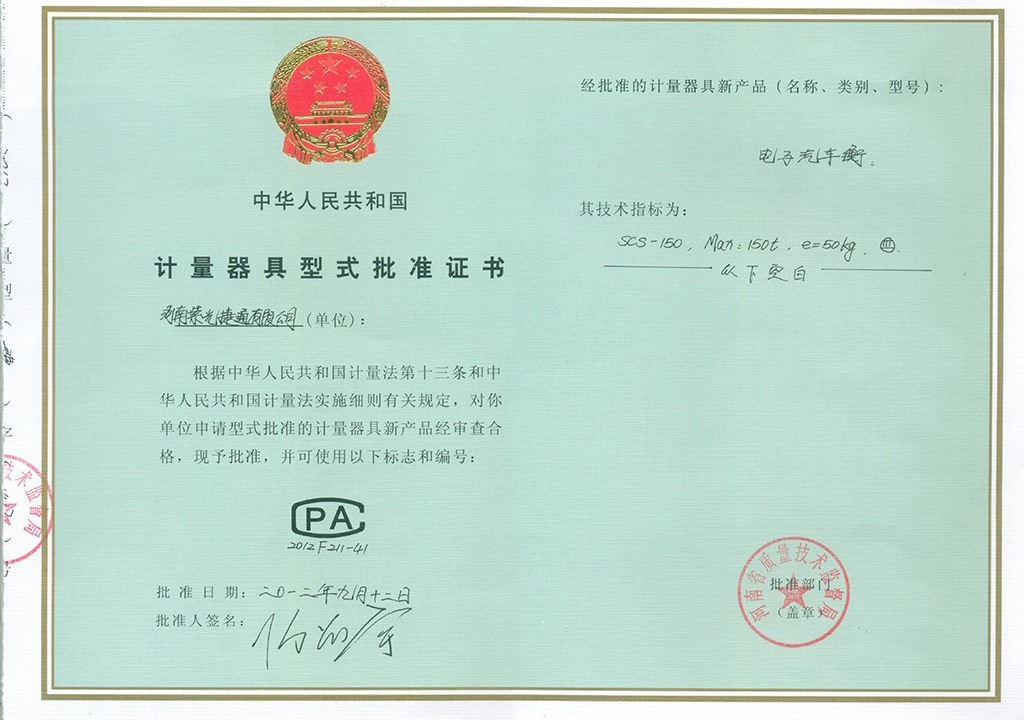 中华人民共和国
计量器具型式批准证书
河南荣光捷通有限公司(单位):
根据中华人民共和国计量法第十三条和中
华人民共和国计量法实施细则有关规定,对你
单位申请型式批准的计量器具新产品经审查合
格,现予批准,并可使用以下标志和编号:
CPA
2012F211-41
批准日期:二〇一二年九月十二日
批准人签名:
经批准的计量器具新产品(名称、类别、型号):
电子汽车衡。
其技术指标为:
SCS-150, Max=150t, e=50kg, Ⅲ.
以下空白
河南省质量技术监督局
批准部门
(盖章)
技术监督局